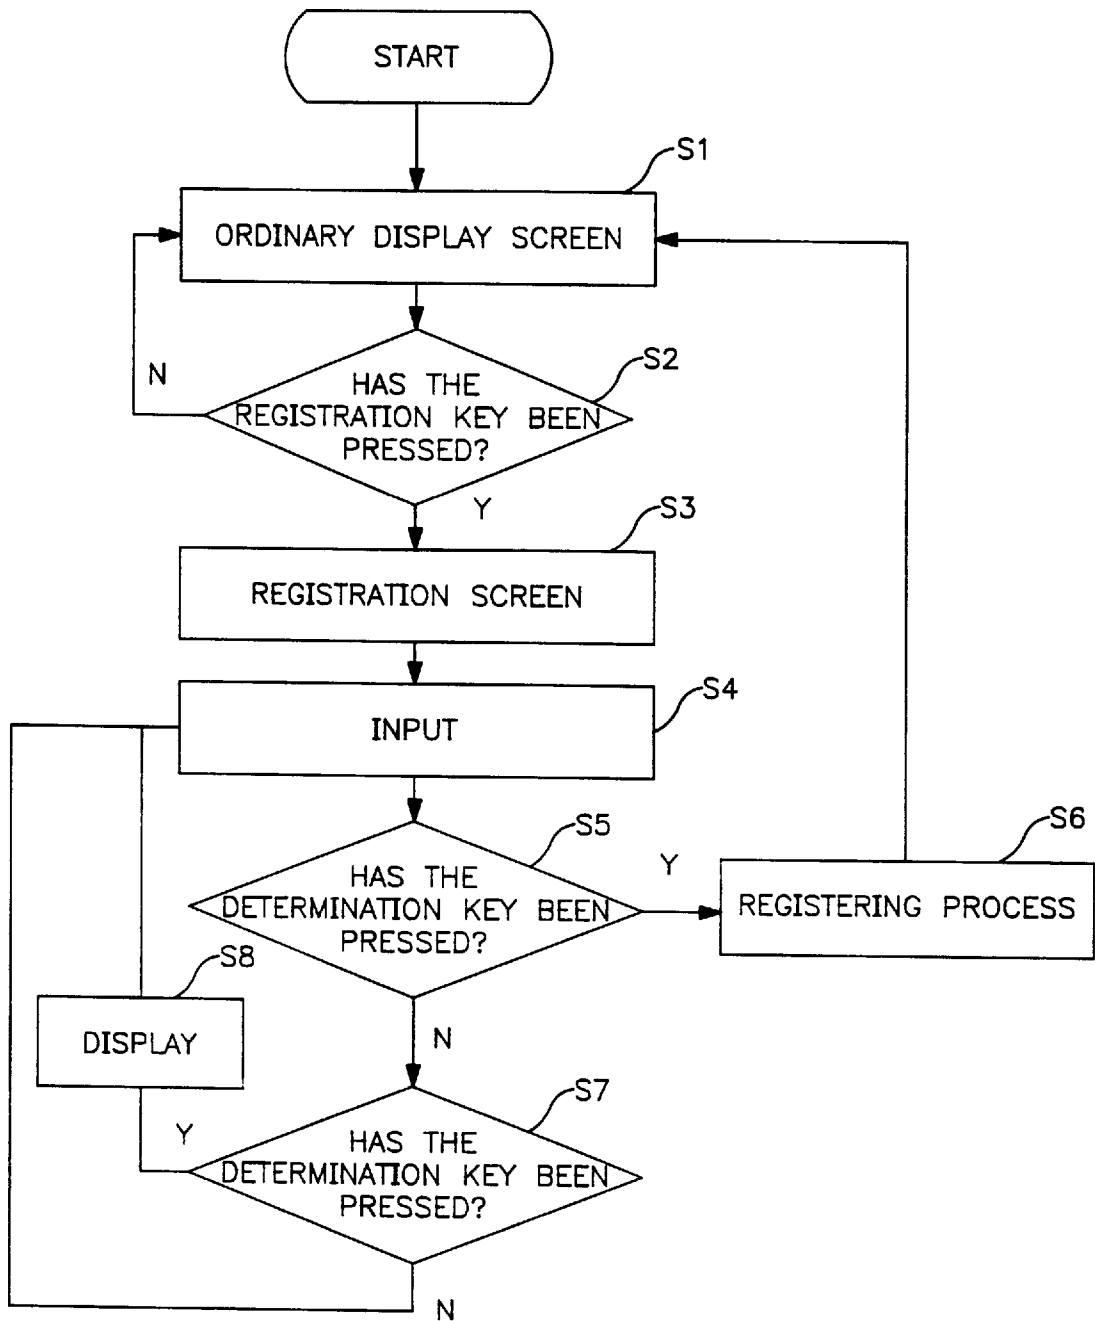 START
S1
ORDINARY DISPLAY SCREEN
N
S2
HAS THE
REGISTRATION KEY BEEN
PRESSED?
Y
S3
REGISTRATION SCREEN
S4
INPUT
S5
HAS THE
DETERMINATION KEY BEEN
PRESSED?
Y
S6
REGISTERING PROCESS
S8
DISPLAY
N
S7
Y
HAS THE
DETERMINATION KEY BEEN
PRESSED?
N